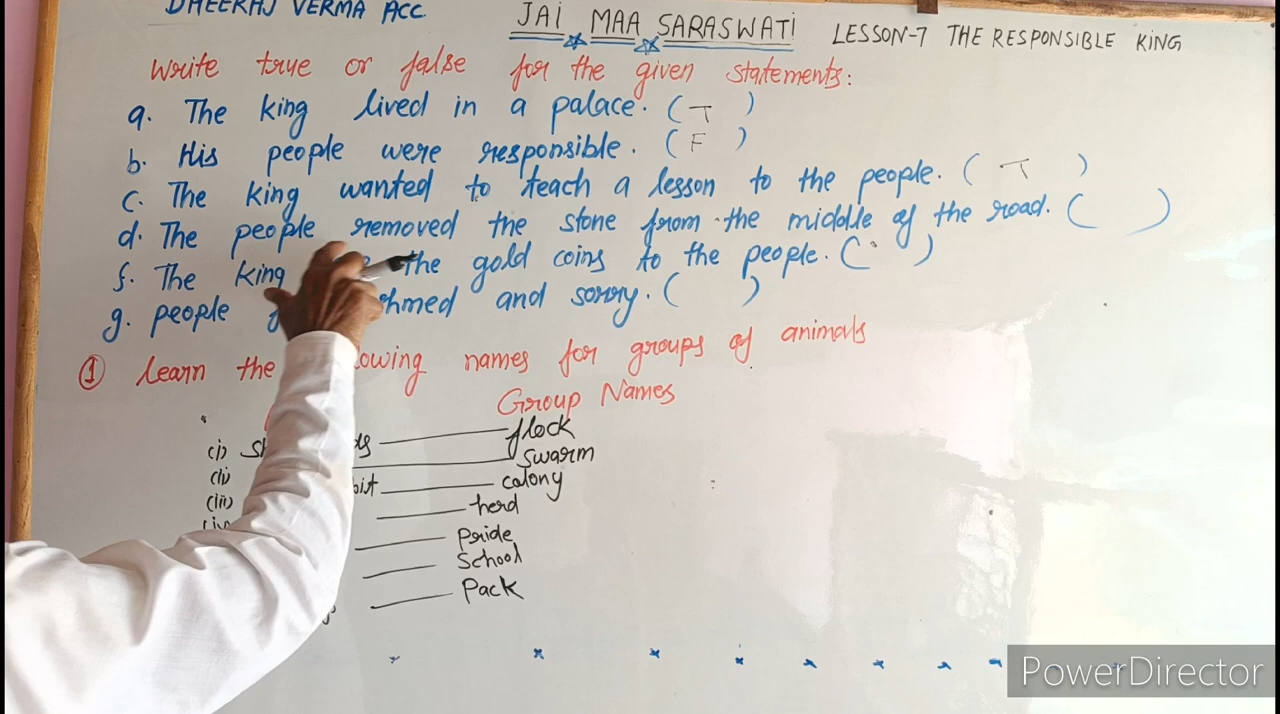 DHEERAJ VERMA ACC.
JAI MAA SARASWATI
LESSON-7 THE RESPONSIBLE KING
Write true or false for the given statements:
a. The king lived in a palace. ( T )
b. His people were responsible. ( F )
c. The king wanted to teach a lesson to the people. ( T )
d. The people removed the stone from the middle of the road. ( )
f. The king the gold coins to the people. ( )
g. people and sorry. ( )
① Learn the names for groups of animals
Group Names
(i) flock
(ii) swarm
(iii) colony
(iv) herd
Pride
School
Pack
PowerDirector